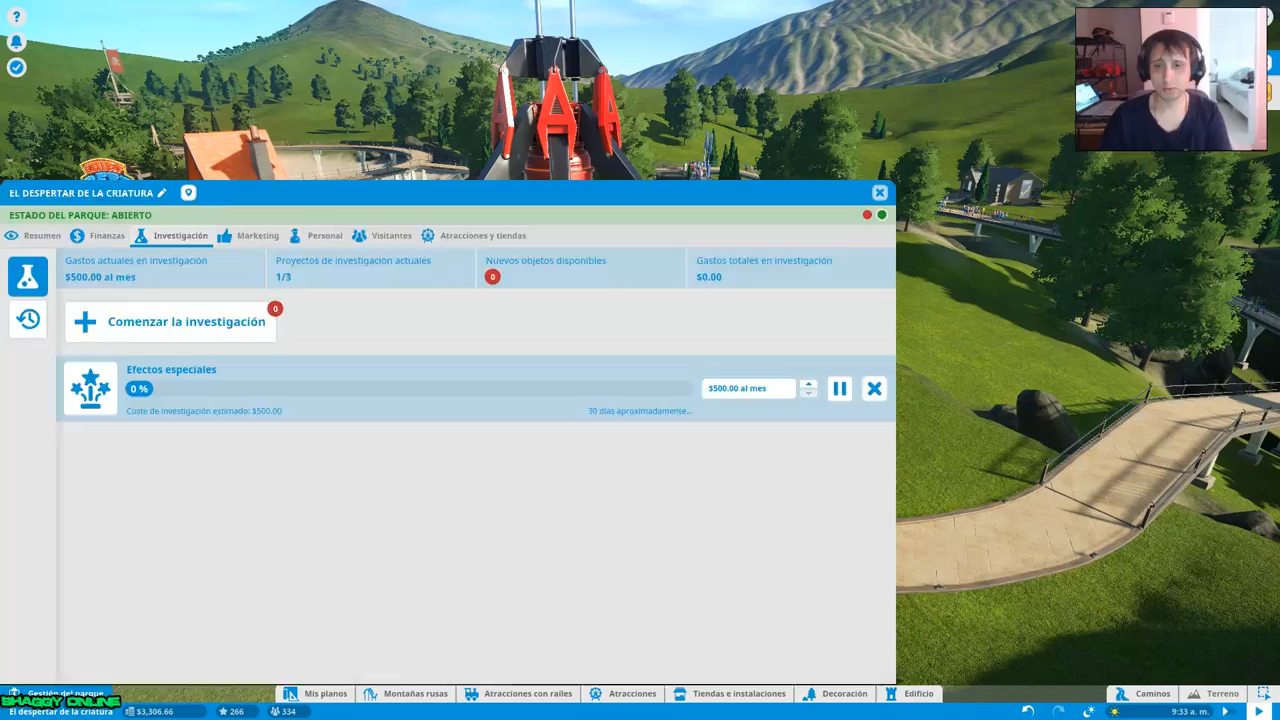 EL DESPERTAR DE LA CRIATURA
ESTADO DEL PARQUE: ABIERTO
Resumen
Finanzas
Investigación
Marketing
Personal
Visitantes
Atracciones y tiendas
Gastos actuales en investigación
$500.00 al mes
Proyectos de investigación actuales
1/3
Nuevos objetos disponibles
0
Gastos totales en investigación
$0.00
Comenzar la investigación
0
Efectos especiales
0 %
$500.00 al mes
Coste de investigación estimado: $500.00
30 días aproximadamente...
Gestión del parque
SHAGGY ONLINE
Mis planos
Montañas rusas
Atracciones con raíles
Atracciones
Tiendas e instalaciones
Decoración
Edificio
Caminos
Terreno
El despertar de la criatura
$3,306.66
266
334
9:33 a. m.